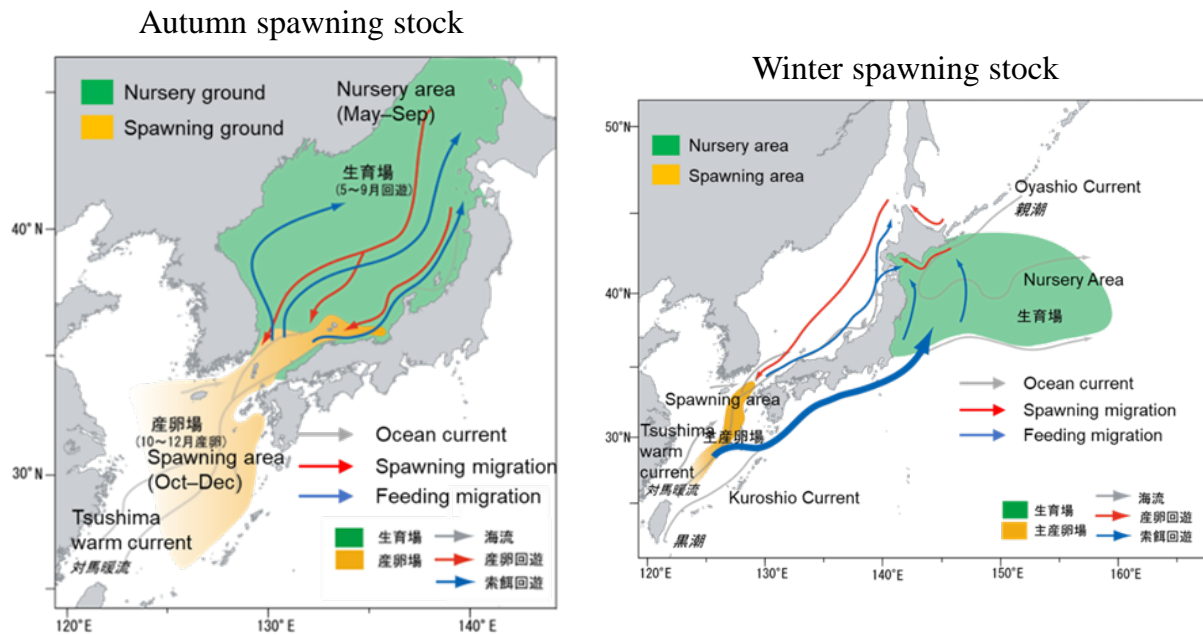 Autumn spawning stock
Nursery ground
Spawning ground
Nursery area
(May–Sep)
生育場
(5～9月回遊)
40°N
30°N
産卵場
(10～12月産卵)
Spawning area
(Oct–Dec)
Tsushima
warm current
対馬暖流
Ocean current
Spawning migration
Feeding migration
生育場
海流
産卵場
産卵回遊
索餌回遊
120°E
130°E
140°E
Winter spawning stock
50°N
Nursery area
Spawning area
Oyashio Current
親潮
40°N
Nursery Area
生育場
Spawning area
主産卵場
30°N
Tsushima
warm
current
対馬暖流
Kuroshio Current
黒潮
Ocean current
Spawning migration
Feeding migration
海流
生育場
産卵回遊
主産卵場
索餌回遊
120°E
130°E
140°E
150°E
160°E